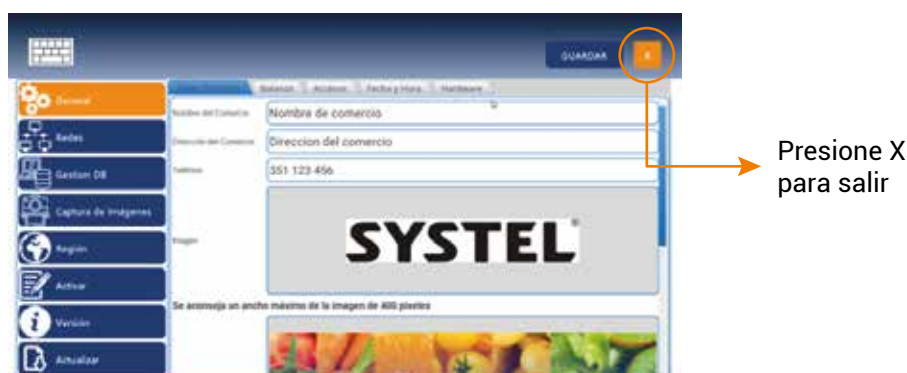 GUARDAR
X
General
Balanza
Accesos
Fecha y Hora
Hardware
Nombre del Comercio
Nombre de comercio
Redes
Dirección del Comercio
Direccion del comercio
Teléfono
351 123 456
Presione X
para salir
Gestion DB
Captura de Imágenes
Imagen
SYSTEL
Región
Activar
Se aconseja un ancho máximo de la imagen de 400 pixeles
Versión
Actualizar